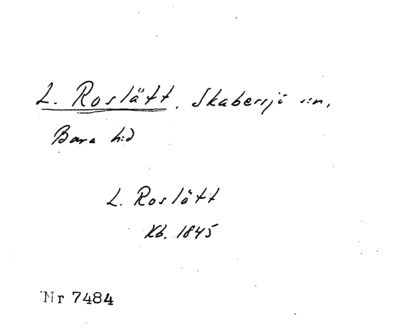 L. Roslätt, Skabersjö sn,
Bara hd
L. Roslätt
Kb. 1845
Nr 7484